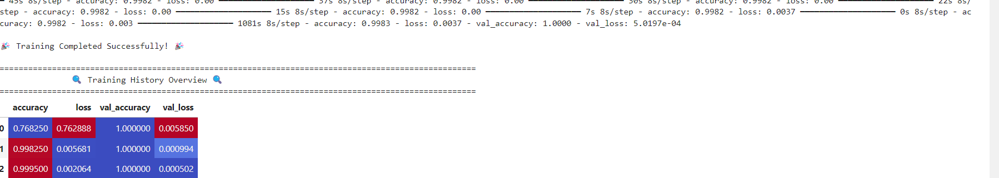 45s 8s/step - accuracy: 0.9982 - loss: 0.00 ━━━━━━━━━━━━━━━━━━━━ 37s 8s/step - accuracy: 0.9982 - loss: 0.00 ━━━━━━━━━━━━━━━━━━━━ 30s 8s/step - accuracy: 0.9982 - loss: 0.00 ━━━━━━━━━━━━━━━━━━━━ 22s 8s/
step - accuracy: 0.9982 - loss: 0.00 ━━━━━━━━━━━━━━━━━━━━ 15s 8s/step - accuracy: 0.9982 - loss: 0.00 ━━━━━━━━━━━━━━━━━━━━ 7s 8s/step - accuracy: 0.9982 - loss: 0.0037 ━━━━━━━━━━━━━━━━━━━━ 0s 8s/step - ac
curacy: 0.9982 - loss: 0.003 ━━━━━━━━━━━━━━━━━━━━ 1081s 8s/step - accuracy: 0.9983 - loss: 0.0037 - val_accuracy: 1.0000 - val_loss: 5.0197e-04
🎉 Training Completed Successfully! 🎉
====================================================================================================
🔍 Training History Overview 🔍
====================================================================================================
accuracy loss val_accuracy val_loss
0 0.768250 0.762888 1.000000 0.005850
1 0.998250 0.005681 1.000000 0.000994
2 0.999500 0.002064 1.000000 0.000502